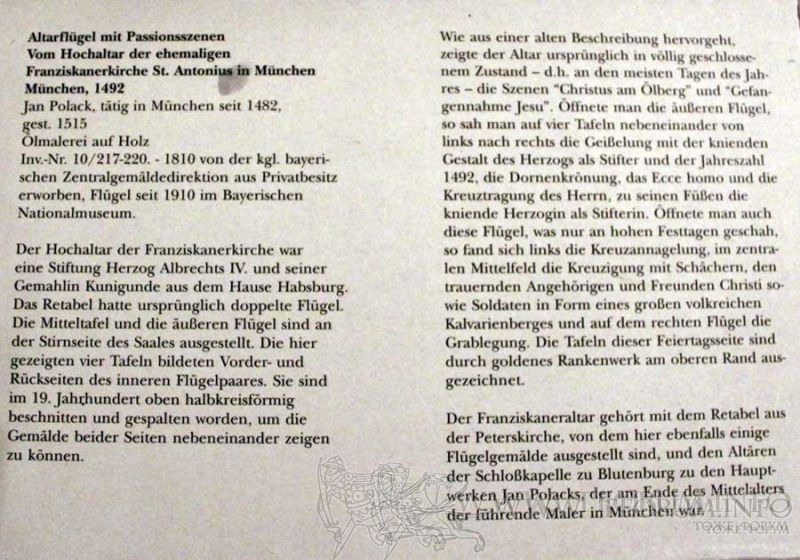 Altarflügel mit Passionsszenen
Vom Hochaltar der ehemaligen
Franziskanerkirche St. Antonius in München
München, 1492
Jan Polack, tätig in München seit 1482,
gest. 1515
Ölmalerei auf Holz
Inv.-Nr. 10/217-220. - 1810 von der kgl. bayeri-
schen Zentralgemäldedirektion aus Privatbesitz
erworben, Flügel seit 1910 im Bayerischen
Nationalmuseum.
Der Hochaltar der Franziskanerkirche war
eine Stiftung Herzog Albrechts IV. und seiner
Gemahlin Kunigunde aus dem Hause Habsburg.
Das Retabel hatte ursprünglich doppelte Flügel.
Die Mitteltafel und die äußeren Flügel sind an
der Stirnseite des Saales ausgestellt. Die hier
gezeigten vier Tafeln bildeten Vorder- und
Rückseiten des inneren Flügelpaares. Sie sind
im 19. Jahrhundert oben halbkreisförmig
beschnitten und gespalten worden, um die
Gemälde beider Seiten nebeneinander zeigen
zu können.
Wie aus einer alten Beschreibung hervorgeht,
zeigte der Altar ursprünglich in völlig geschlosse-
nem Zustand – d.h. an den meisten Tagen des Jah-
res – die Szenen "Christus am Ölberg" und "Gefan-
gennahme Jesu". Öffnete man die äußeren Flügel,
so sah man auf vier Tafeln nebeneinander von
links nach rechts die Geißelung mit der knienden
Gestalt des Herzogs als Stifter und der Jahreszahl
1492, die Dornenkrönung, das Ecce homo und die
Kreuztragung des Herrn, zu seinen Füßen die
kniende Herzogin als Stifterin. Öffnete man auch
diese Flügel, was nur an hohen Festtagen geschah,
so fand sich links die Kreuzannagelung, im zentra-
len Mittelfeld die Kreuzigung mit Schächern, den
trauernden Angehörigen und Freunden Christi so-
wie Soldaten in Form eines großen volkreichen
Kalvarienberges und auf dem rechten Flügel die
Grablegung. Die Tafeln dieser Feiertagsseite sind
durch goldenes Rankenwerk am oberen Rand aus-
gezeichnet.
Der Franziskaneraltar gehört mit dem Retabel aus
der Peterskirche, von dem hier ebenfalls einige
Flügelgemälde ausgestellt sind, und den Altären
der Schloßkapelle zu Blutenburg zu den Haupt-
werken Jan Polacks, der am Ende des Mittelalters
der führende Maler in München war.
ТОЖЕ-ТОРУМ